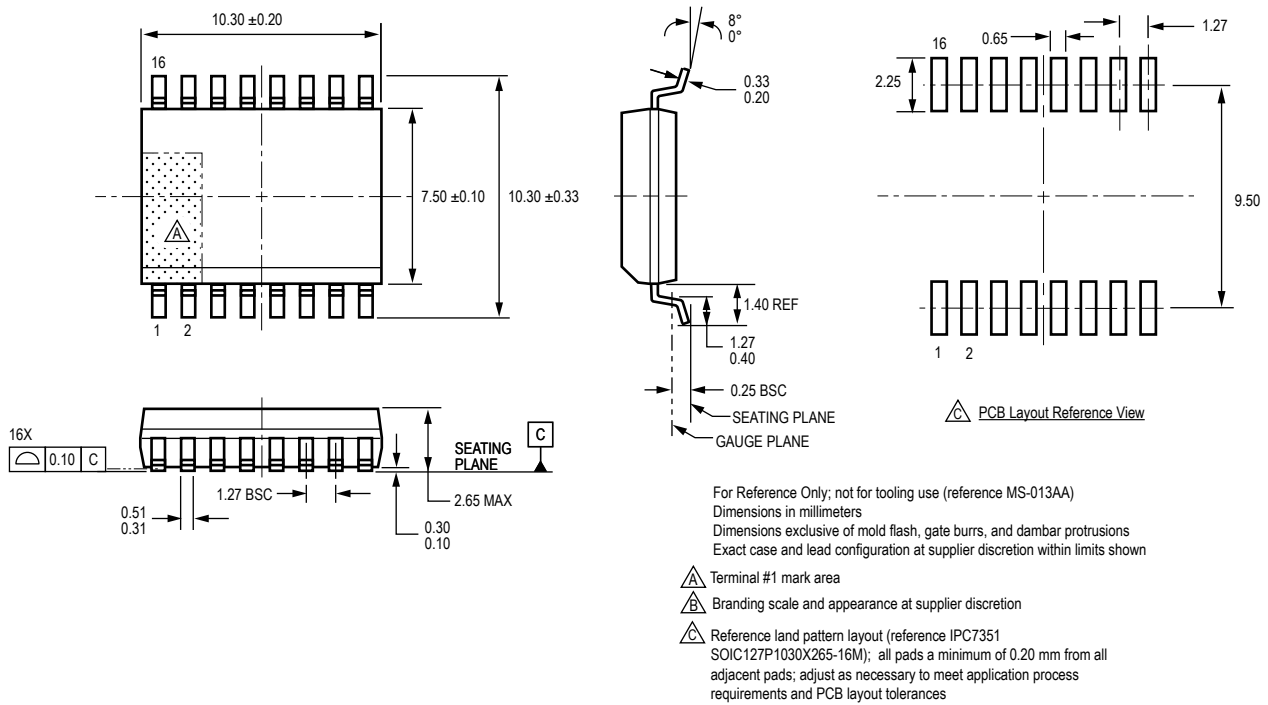 10.30 ±0.20
16
A
1 2
7.50 ±0.10
10.30 ±0.33
8°
0°
0.33
0.20
1.40 REF
1.27
0.40
0.25 BSC
SEATING PLANE
GAUGE PLANE
16
0.65
1.27
2.25
9.50
1 2
C PCB Layout Reference View
16X
0.10 C
0.51
0.31
1.27 BSC
SEATING
PLANE
C
2.65 MAX
0.30
0.10
For Reference Only; not for tooling use (reference MS-013AA)
Dimensions in millimeters
Dimensions exclusive of mold flash, gate burrs, and dambar protrusions
Exact case and lead configuration at supplier discretion within limits shown
A Terminal #1 mark area
B Branding scale and appearance at supplier discretion
C Reference land pattern layout (reference IPC7351
SOIC127P1030X265-16M); all pads a minimum of 0.20 mm from all
adjacent pads; adjust as necessary to meet application process
requirements and PCB layout tolerances